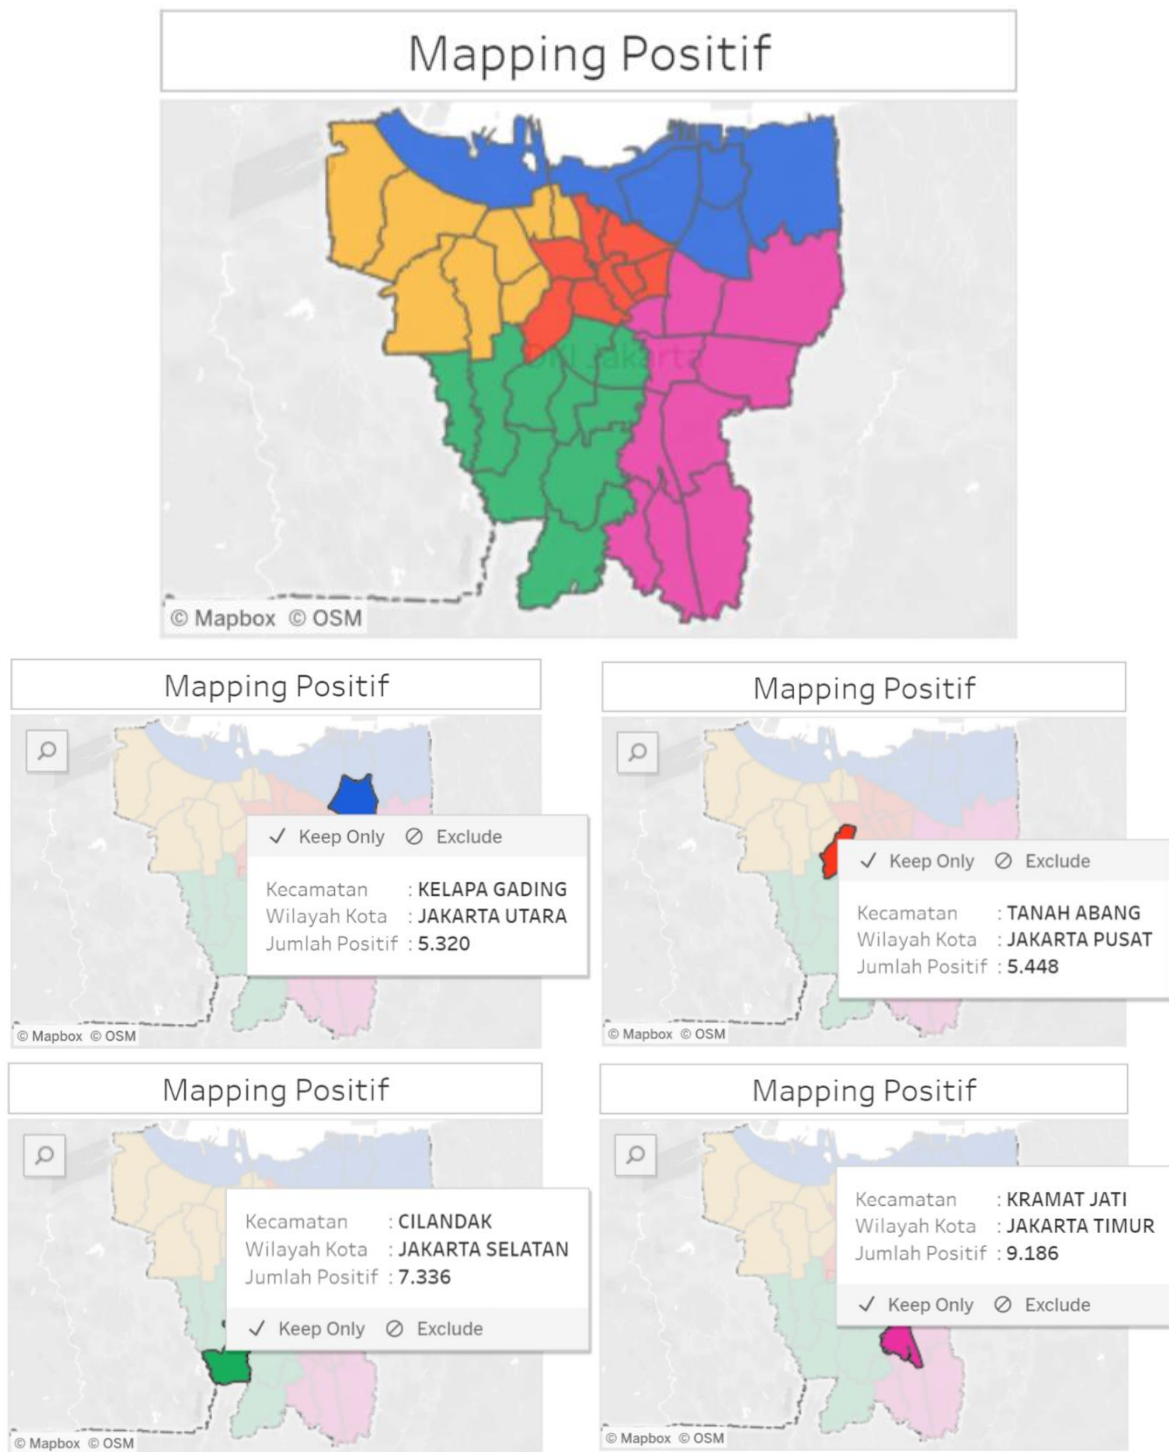 Mapping Positif
DKI Jakarta
© Mapbox © OSM
Mapping Positif
✓ Keep Only ⊘ Exclude
Kecamatan : KELAPA GADING
Wilayah Kota : JAKARTA UTARA
Jumlah Positif : 5.320
© Mapbox © OSM
Mapping Positif
✓ Keep Only ⊘ Exclude
Kecamatan : TANAH ABANG
Wilayah Kota : JAKARTA PUSAT
Jumlah Positif : 5.448
© Mapbox © OSM
Mapping Positif
Kecamatan : CILANDAK
Wilayah Kota : JAKARTA SELATAN
Jumlah Positif : 7.336
✓ Keep Only ⊘ Exclude
© Mapbox © OSM
Mapping Positif
Kecamatan : KRAMAT JATI
Wilayah Kota : JAKARTA TIMUR
Jumlah Positif : 9.186
✓ Keep Only ⊘ Exclude
© Mapbox © OSM